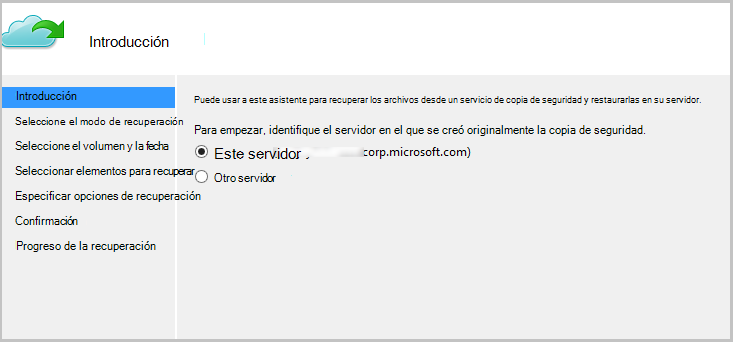 Introducción
Introducción
Seleccione el modo de recuperación
Seleccione el volumen y la fecha
Seleccionar elementos para recuperar
Especificar opciones de recuperación
Confirmación
Progreso de la recuperación
Puede usar a este asistente para recuperar los archivos desde un servicio de copia de seguridad y restaurarlas en su servidor.
Para empezar, identifique el servidor en el que se creó originalmente la copia de seguridad.
Este servidor corp.microsoft.com)
Otro servidor